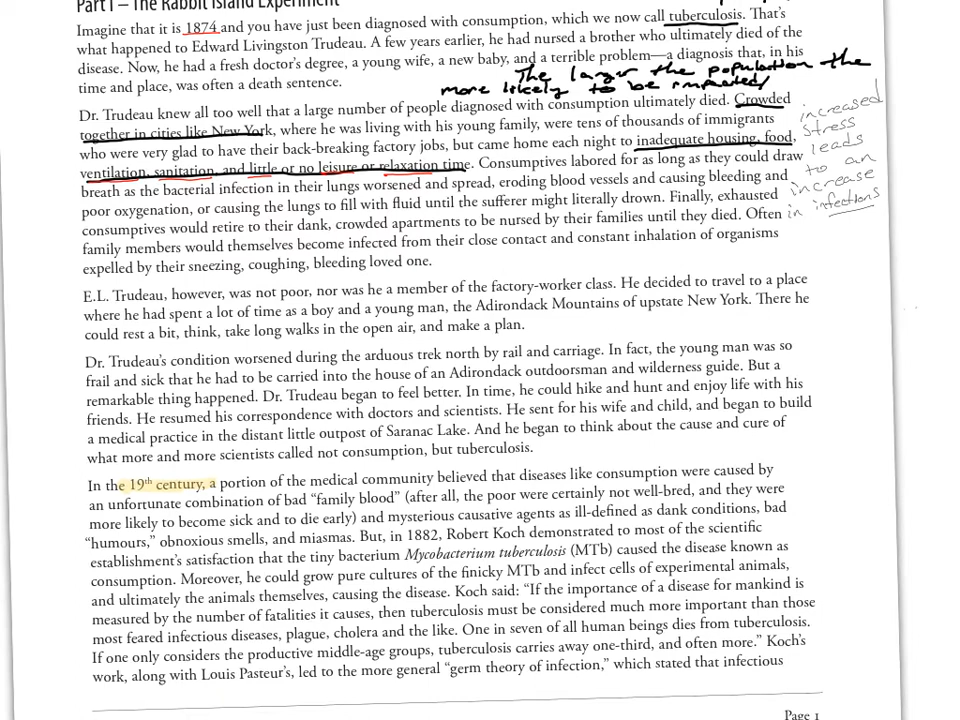 Part I – The Rabbit Island Experiment
Imagine that it is 1874 and you have just been diagnosed with consumption, which we now call tuberculosis. That's
what happened to Edward Livingston Trudeau. A few years earlier, he had nursed a brother who ultimately died of the
disease. Now, he had a fresh doctor's degree, a young wife, a new baby, and a terrible problem—a diagnosis that, in his
time and place, was often a death sentence.
The larger the population the
more likely to be impacted
Dr. Trudeau knew all too well that a large number of people diagnosed with consumption ultimately died. Crowded
together in cities like New York, where he was living with his young family, were tens of thousands of immigrants
who were very glad to have their back-breaking factory jobs, but came home each night to inadequate housing, food,
ventilation, sanitation, and little or no leisure or relaxation time. Consumptives labored for as long as they could draw
breath as the bacterial infection in their lungs worsened and spread, eroding blood vessels and causing bleeding and
poor oxygenation, or causing the lungs to fill with fluid until the sufferer might literally drown. Finally, exhausted
consumptives would retire to their dank, crowded apartments to be nursed by their families until they died. Often
family members would themselves become infected from their close contact and constant inhalation of organisms
expelled by their sneezing, coughing, bleeding loved one.
increased
stress
leads
to an
increase
in infections
E.L. Trudeau, however, was not poor, nor was he a member of the factory-worker class. He decided to travel to a place
where he had spent a lot of time as a boy and a young man, the Adirondack Mountains of upstate New York. There he
could rest a bit, think, take long walks in the open air, and make a plan.
Dr. Trudeau's condition worsened during the arduous trek north by rail and carriage. In fact, the young man was so
frail and sick that he had to be carried into the house of an Adirondack outdoorsman and wilderness guide. But a
remarkable thing happened. Dr. Trudeau began to feel better. In time, he could hike and hunt and enjoy life with his
friends. He resumed his correspondence with doctors and scientists. He sent for his wife and child, and began to build
a medical practice in the distant little outpost of Saranac Lake. And he began to think about the cause and cure of
what more and more scientists called not consumption, but tuberculosis.
In the 19th century, a portion of the medical community believed that diseases like consumption were caused by
an unfortunate combination of bad "family blood" (after all, the poor were certainly not well-bred, and they were
more likely to become sick and to die early) and mysterious causative agents as ill-defined as dank conditions, bad
"humours," obnoxious smells, and miasmas. But, in 1882, Robert Koch demonstrated to most of the scientific
establishment's satisfaction that the tiny bacterium Mycobacterium tuberculosis (MTb) caused the disease known as
consumption. Moreover, he could grow pure cultures of the finicky MTb and infect cells of experimental animals,
and ultimately the animals themselves, causing the disease. Koch said: "If the importance of a disease for mankind is
measured by the number of fatalities it causes, then tuberculosis must be considered much more important than those
most feared infectious diseases, plague, cholera and the like. One in seven of all human beings dies from tuberculosis.
If one only considers the productive middle-age groups, tuberculosis carries away one-third, and often more." Koch's
work, along with Louis Pasteur's, led to the more general "germ theory of infection," which stated that infectious
Page 1